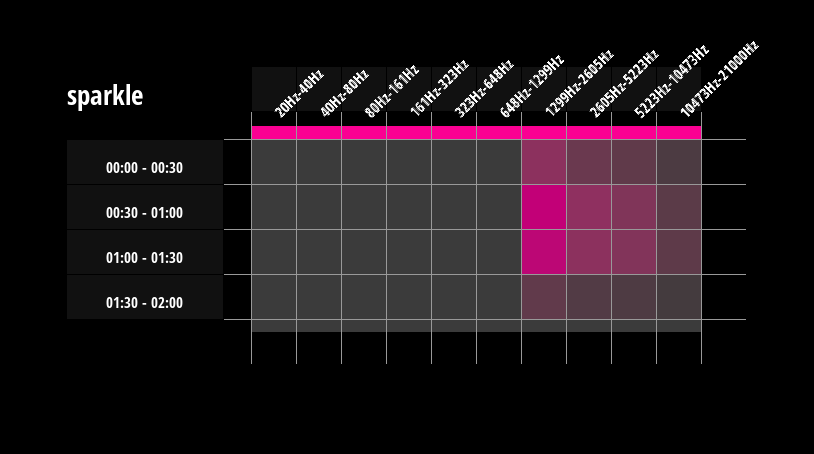 sparkle
20Hz-40Hz
40Hz-80Hz
80Hz-161Hz
161Hz-323Hz
323Hz-648Hz
648Hz-1299Hz
1299Hz-2605Hz
2605Hz-5223Hz
5223Hz-10473Hz
10473Hz-21000Hz
00:00 - 00:30
00:30 - 01:00
01:00 - 01:30
01:30 - 02:00